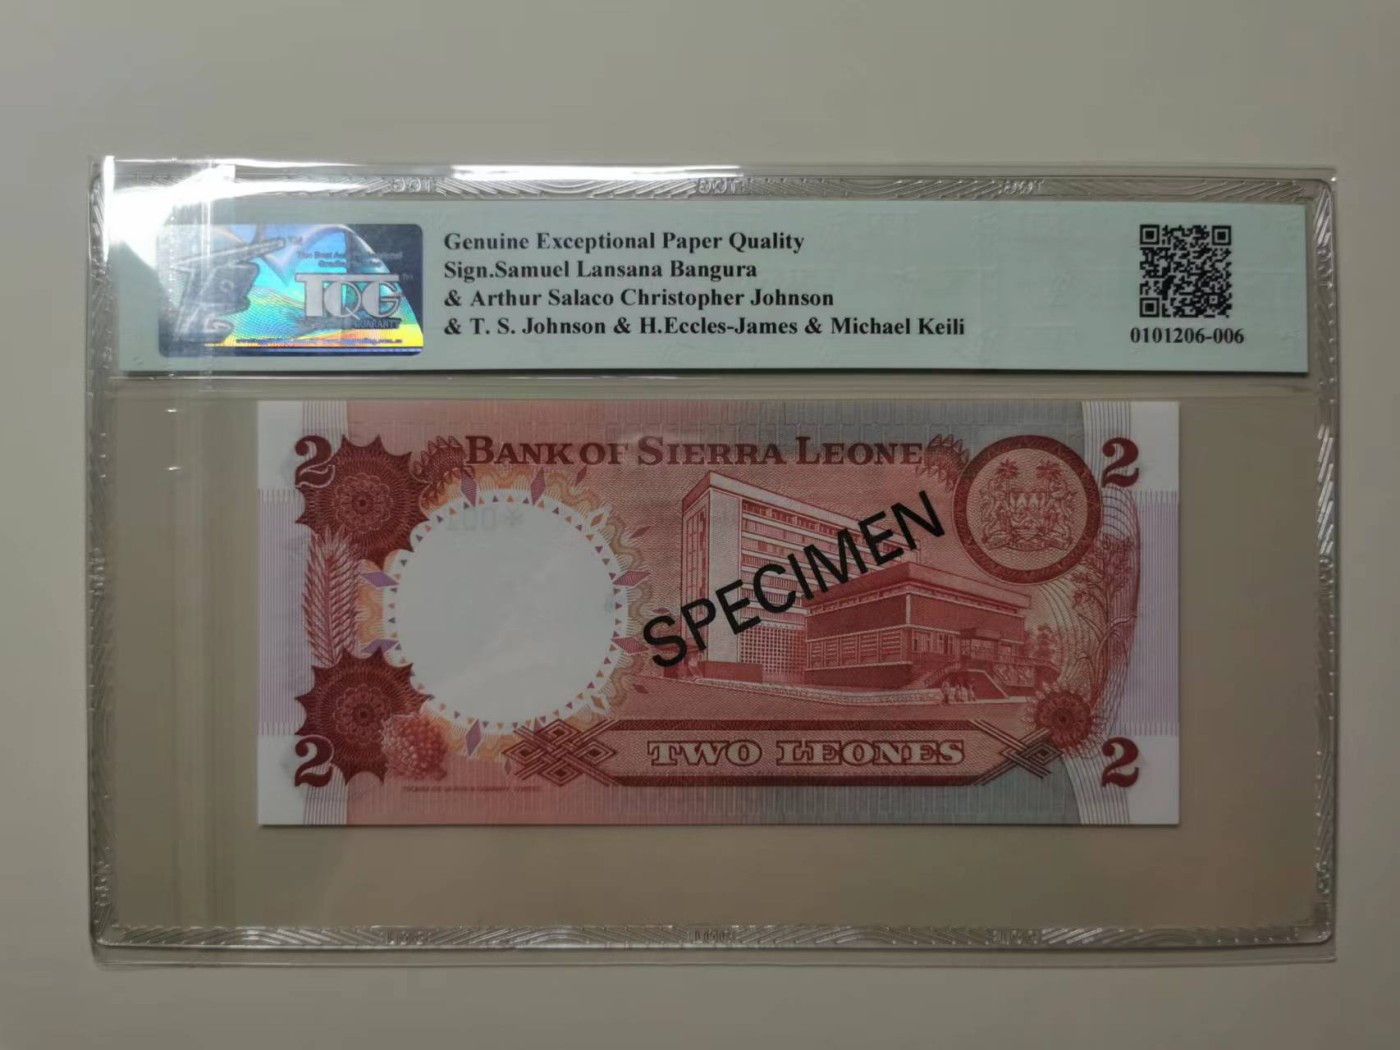 TQG
Genuine Exceptional Paper Quality
Sign.Samuel Lansana Bangura
& Arthur Salaco Christopher Johnson
& T. S. Johnson & H.Eccles-James & Michael Keili
0101206-006
2
BANK OF SIERRA LEONE
2
SPECIMEN
2
TWO LEONES
2